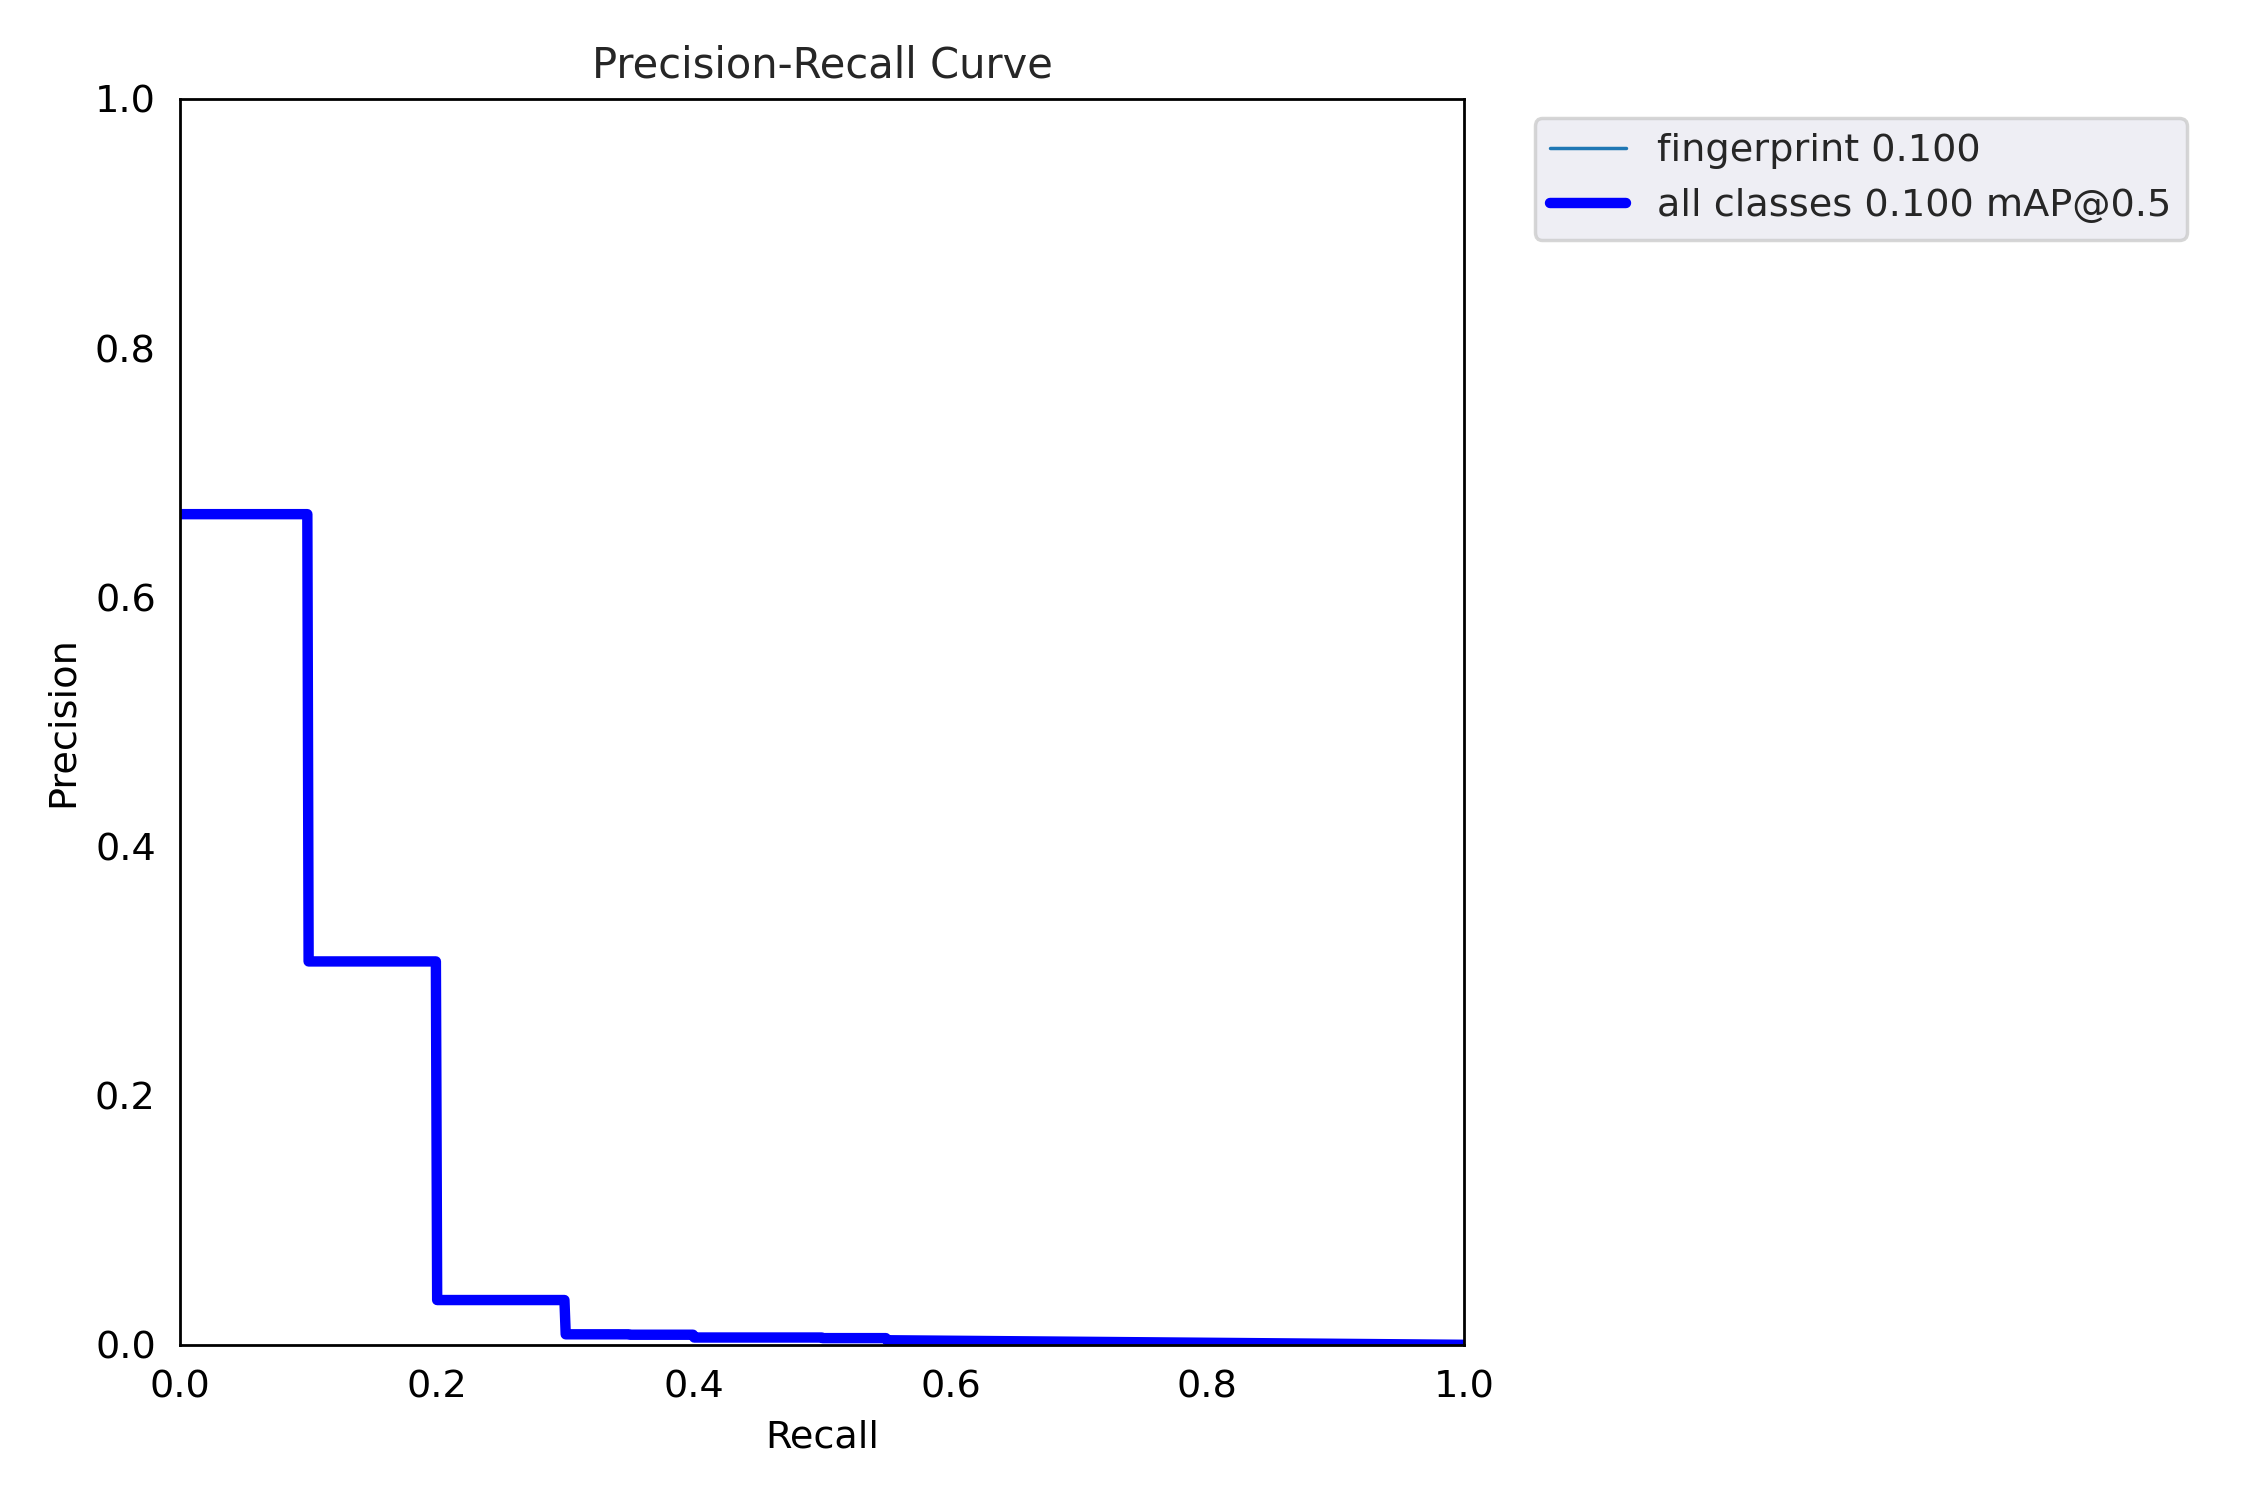 Precision-Recall Curve
fingerprint 0.100
all classes 0.100 mAP@0.5
Precision
1.0
0.8
0.6
0.4
0.2
0.0
0.0 0.2 0.4 0.6 0.8 1.0
Recall